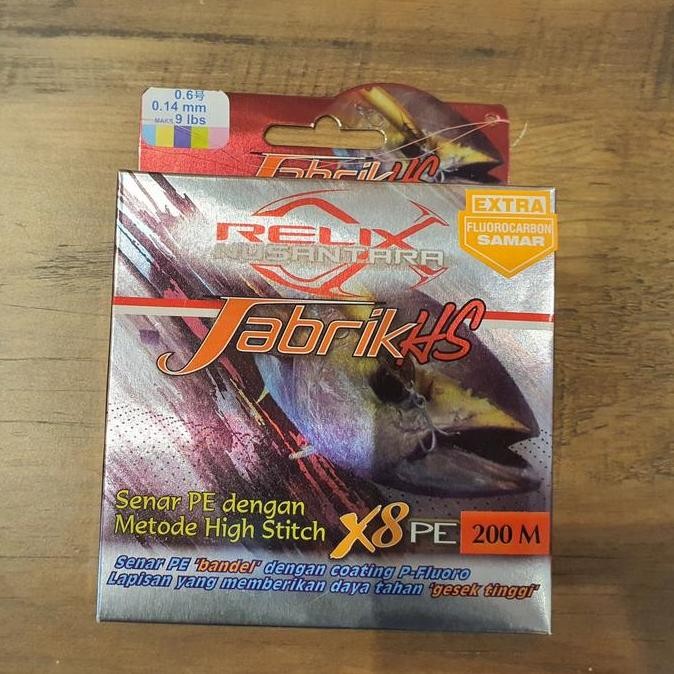 0.6号
0.14 mm
MAKS 9 lbs
JabrikHS
EXTRA
FLUOROCARBON
SAMAR
RELIX
NUSANTARA
JabrikHS
Senar PE dengan
Metode High Stitch
X8 PE
200 M
Senar PE 'bandel' dengan coating P-Fluoro
Lapisan yang memberikan daya tahan 'gesek tinggi'